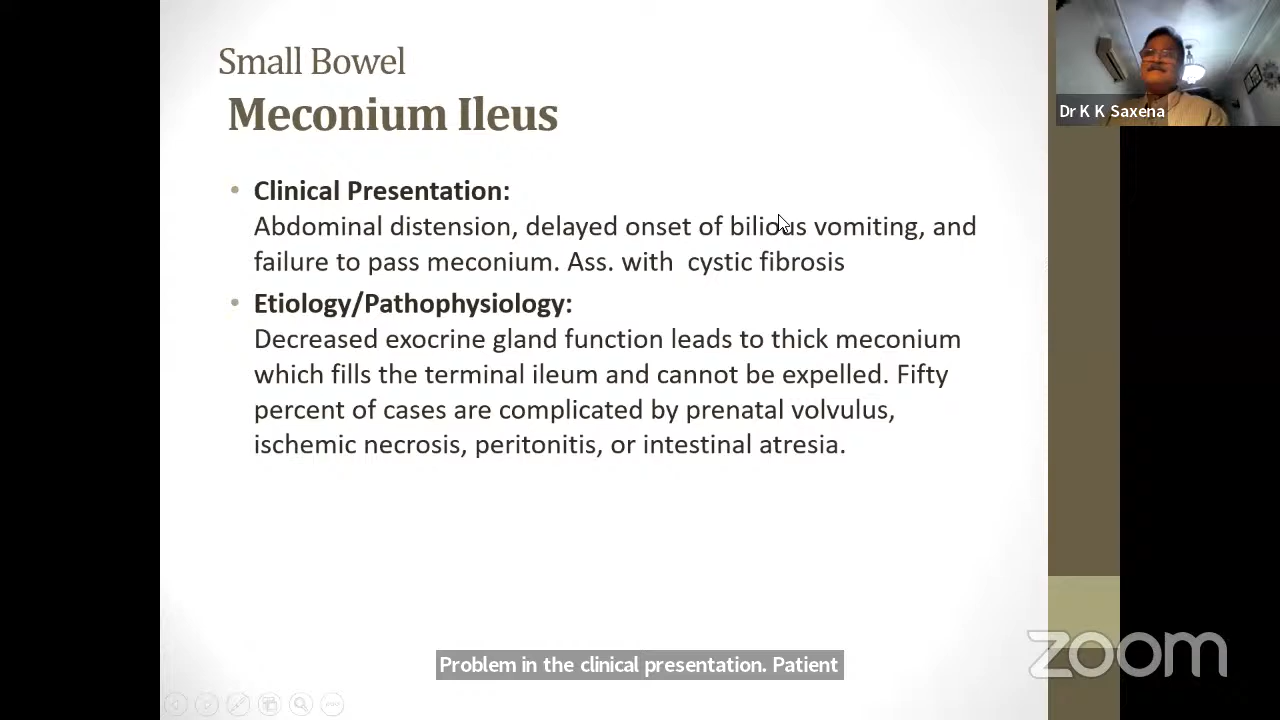 Small Bowel
Meconium Ileus
Dr K K Saxena
• Clinical Presentation:
Abdominal distension, delayed onset of bilious vomiting, and
failure to pass meconium. Ass. with cystic fibrosis
• Etiology/Pathophysiology:
Decreased exocrine gland function leads to thick meconium
which fills the terminal ileum and cannot be expelled. Fifty
percent of cases are complicated by prenatal volvulus,
ischemic necrosis, peritonitis, or intestinal atresia.
Problem in the clinical presentation. Patient
zoom